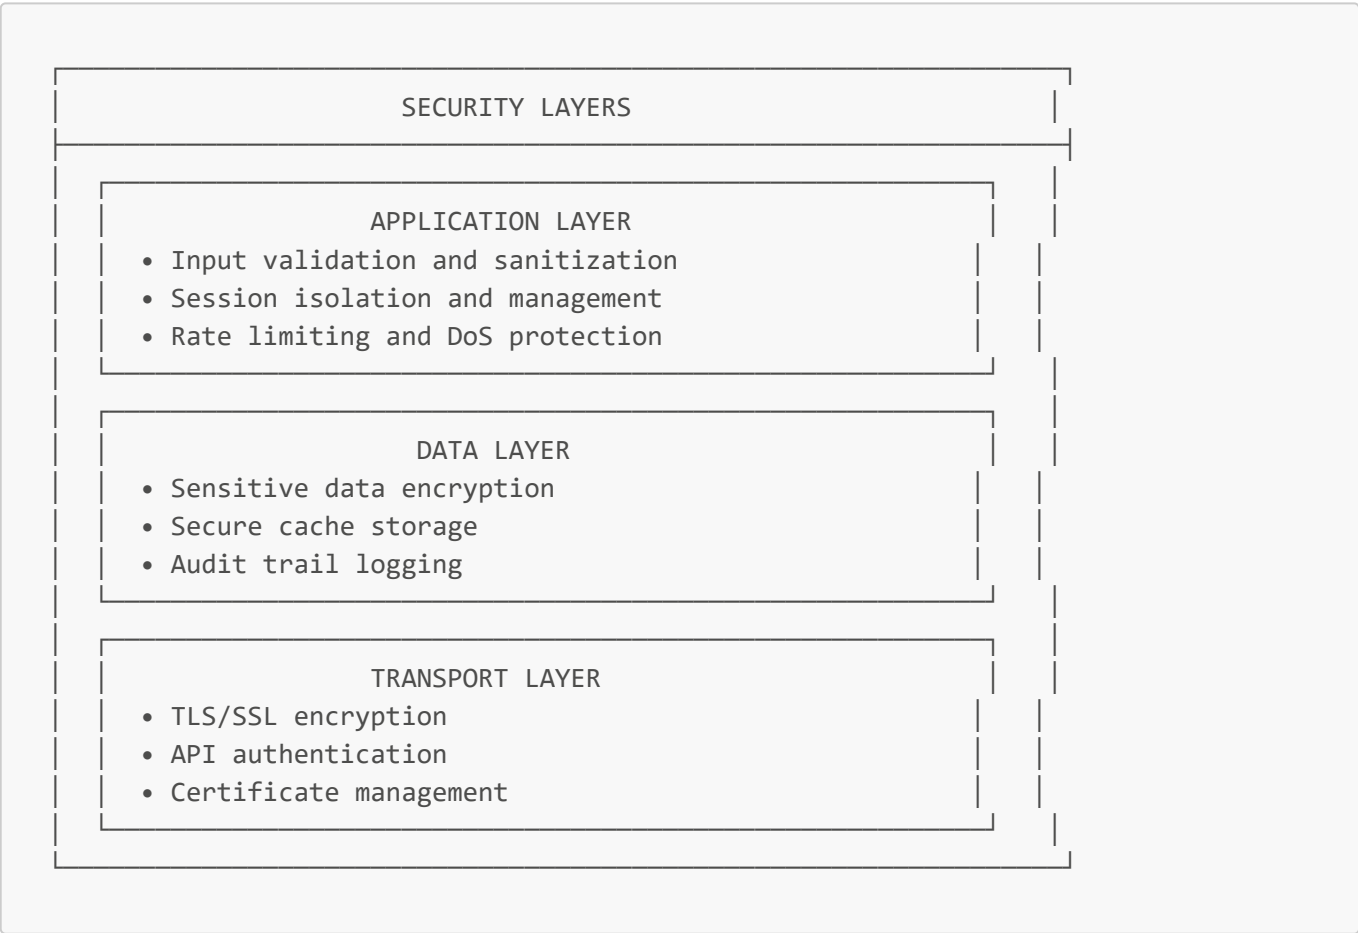 SECURITY LAYERS
APPLICATION LAYER
• Input validation and sanitization
• Session isolation and management
• Rate limiting and DoS protection
DATA LAYER
• Sensitive data encryption
• Secure cache storage
• Audit trail logging
TRANSPORT LAYER
• TLS/SSL encryption
• API authentication
• Certificate management